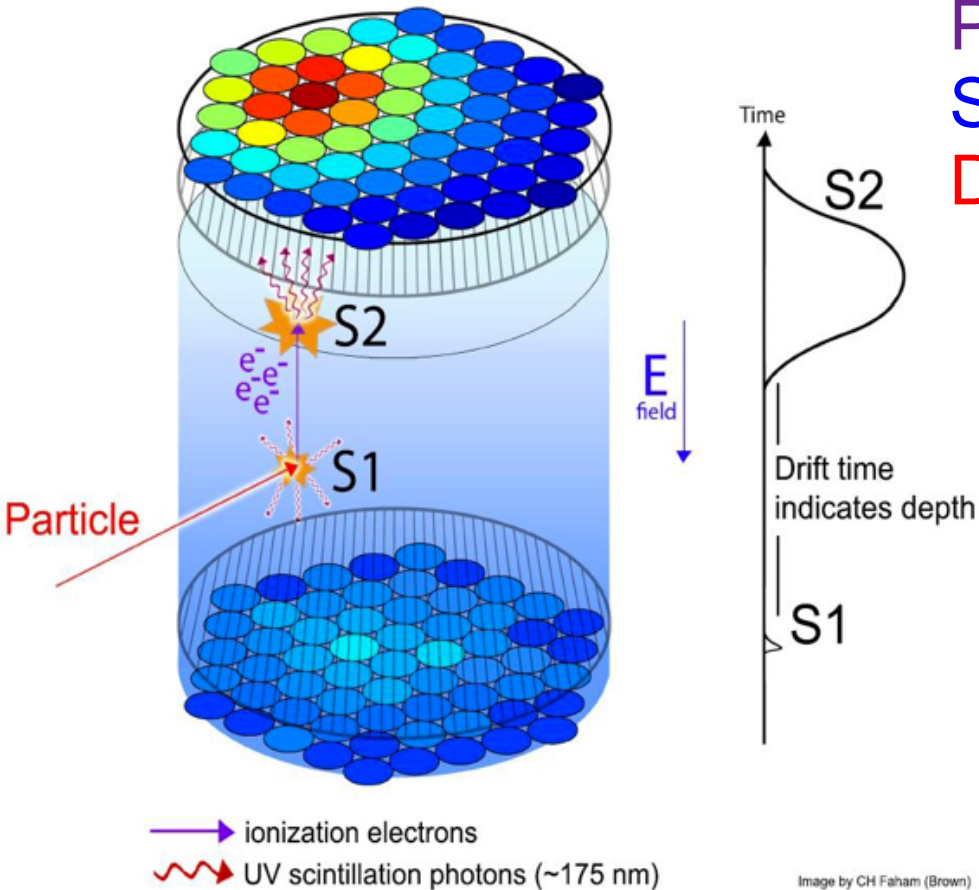 P
S
D
Time
S2
S2
e-
e- e-
e- e-
E
field
S1
Drift time
indicates depth
Particle
S1
ionization electrons
UV scintillation photons (~175 nm)
Image by CH Faham (Brown)